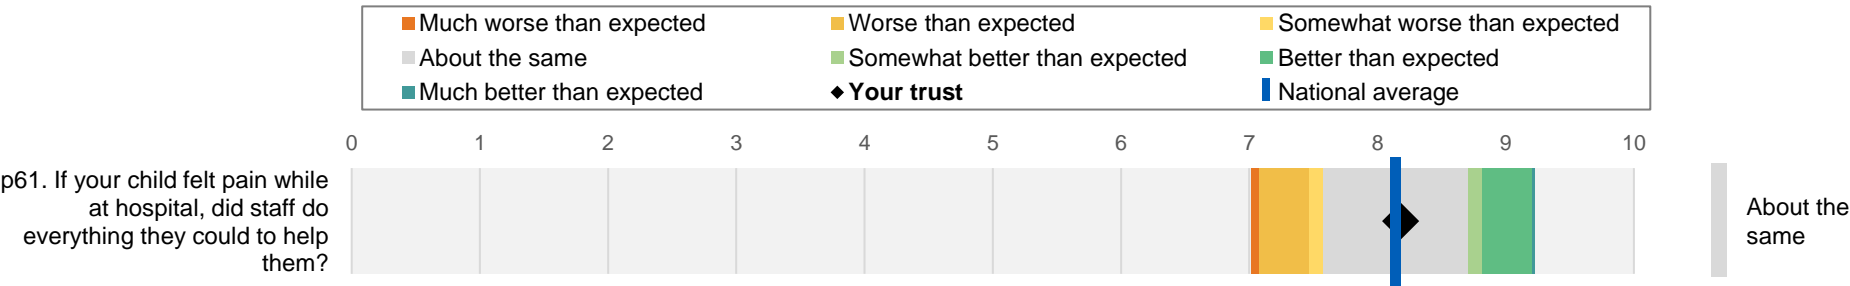 Much worse than expected Worse than expected Somewhat worse than expected
About the same Somewhat better than expected Better than expected
Much better than expected Your trust National average
0 1 2 3 4 5 6 7 8 9 10
p61. If your child felt pain while
at hospital, did staff do
everything they could to help
them?
About the
same